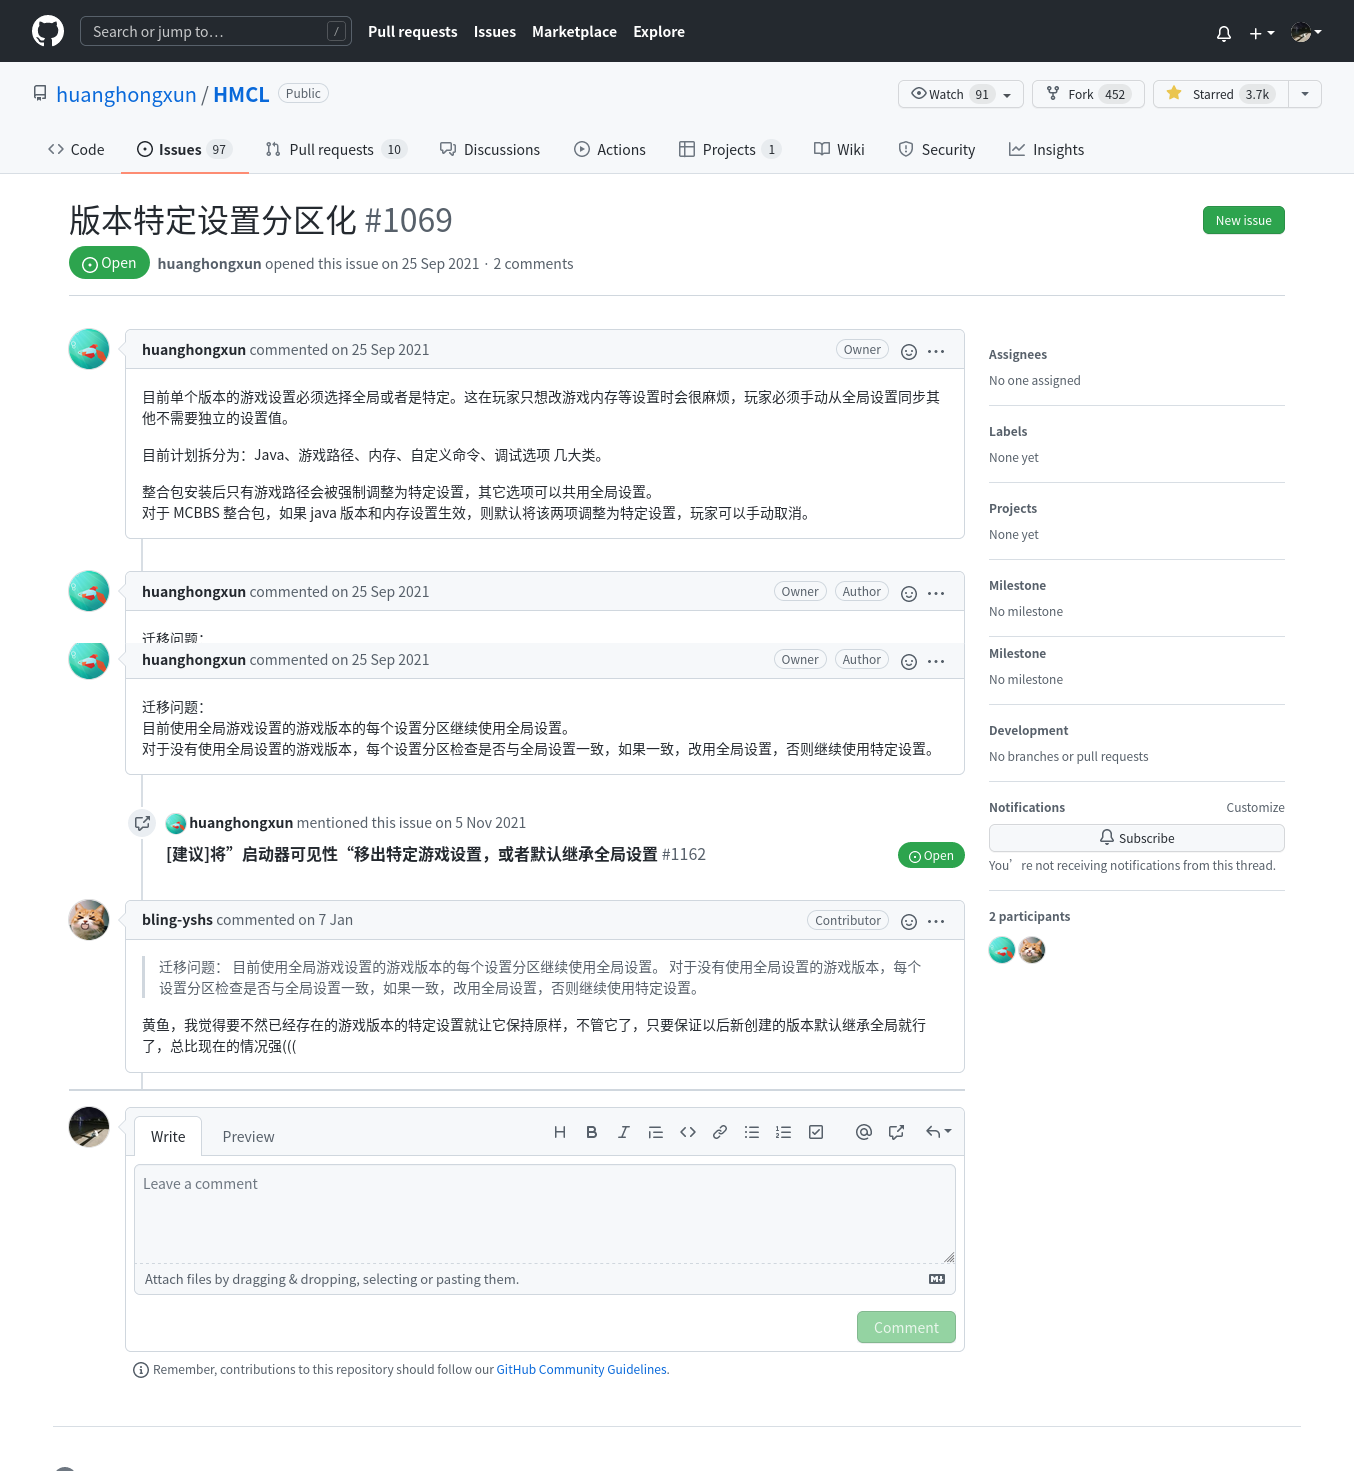 Search or jump to…
/
Pull requests
Issues
Marketplace
Explore
huanghongxun / HMCL
Public
Watch 91
Fork 452
Starred 3.7k
Code
Issues 97
Pull requests 10
Discussions
Actions
Projects 1
Wiki
Security
Insights
版本特定设置分区化 #1069
New issue
Open
huanghongxun opened this issue on 25 Sep 2021 · 2 comments
huanghongxun commented on 25 Sep 2021
Owner
目前单个版本的游戏设置必须选择全局或者是特定。这在玩家只想改游戏内存等设置时会很麻烦，玩家必须手动从全局设置同步其
他不需要独立的设置值。
目前计划拆分为：Java、游戏路径、内存、自定义命令、调试选项 几大类。
整合包安装后只有游戏路径会被强制调整为特定设置，其它选项可以共用全局设置。
对于 MCBBS 整合包，如果 java 版本和内存设置生效，则默认将该两项调整为特定设置，玩家可以手动取消。
huanghongxun commented on 25 Sep 2021
Owner
Author
迁移问题：
huanghongxun commented on 25 Sep 2021
Owner
Author
迁移问题：
目前使用全局游戏设置的游戏版本的每个设置分区继续使用全局设置。
对于没有使用全局设置的游戏版本，每个设置分区检查是否与全局设置一致，如果一致，改用全局设置，否则继续使用特定设置。
huanghongxun mentioned this issue on 5 Nov 2021
[建议]将”启动器可见性“移出特定游戏设置，或者默认继承全局设置 #1162
Open
bling-yshs commented on 7 Jan
Contributor
迁移问题： 目前使用全局游戏设置的游戏版本的每个设置分区继续使用全局设置。 对于没有使用全局设置的游戏版本，每个
设置分区检查是否与全局设置一致，如果一致，改用全局设置，否则继续使用特定设置。
黄鱼，我觉得要不然已经存在的游戏版本的特定设置就让它保持原样，不管它了，只要保证以后新创建的版本默认继承全局就行
了，总比现在的情况强(((
Write
Preview
H B I
Leave a comment
Attach files by dragging & dropping, selecting or pasting them.
Comment
Remember, contributions to this repository should follow our GitHub Community Guidelines.
Assignees
No one assigned
Labels
None yet
Projects
None yet
Milestone
No milestone
Milestone
No milestone
Development
No branches or pull requests
Notifications
Customize
Subscribe
You’re not receiving notifications from this thread.
2 participants